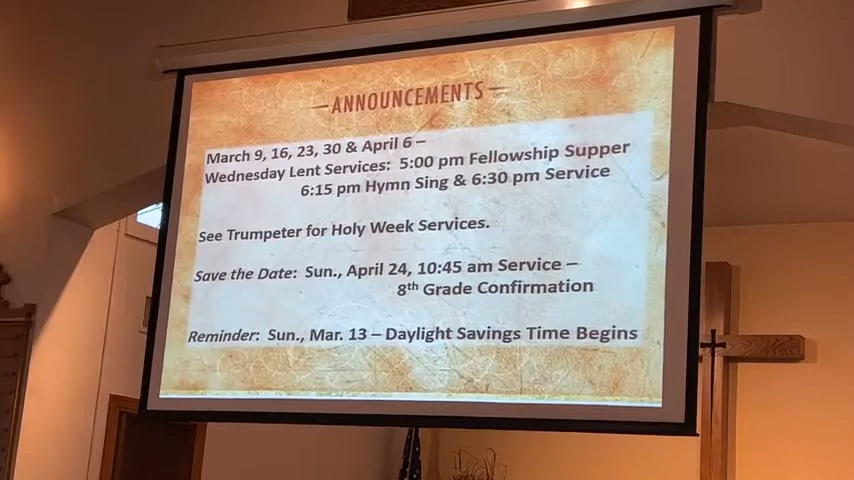 ANNOUNCEMENTS
March 9, 16, 23, 30 & April 6 –
Wednesday Lent Services: 5:00 pm Fellowship Supper
6:15 pm Hymn Sing & 6:30 pm Service
See Trumpeter for Holy Week Services.
Save the Date: Sun., April 24, 10:45 am Service –
8th Grade Confirmation
Reminder: Sun., Mar. 13 – Daylight Savings Time Begins